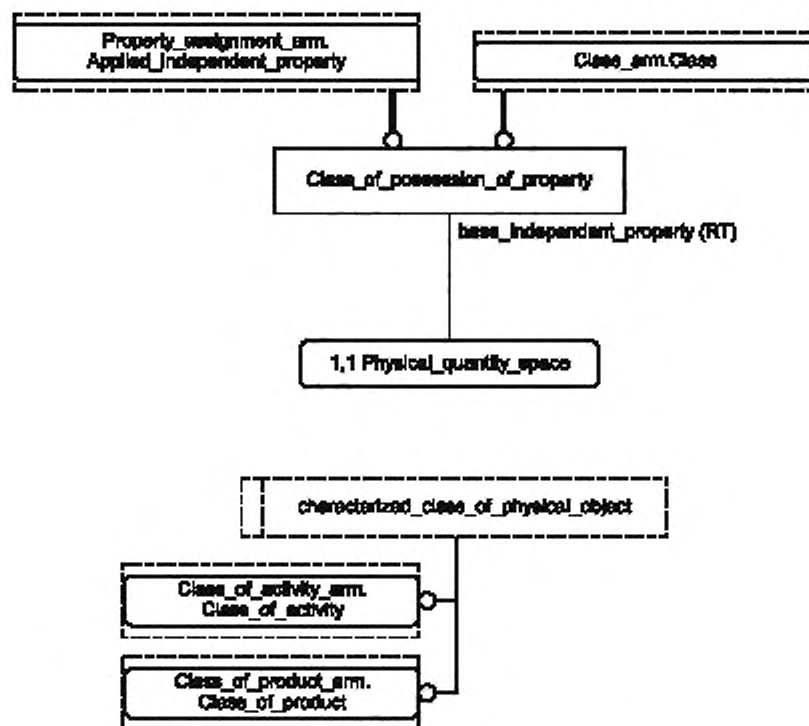 Property_assignment_arm.
Applied_independent_property
Class_arm.Class
Class_of_possession_of_property
base_independent_property (RT)
1,1 Physical_quantity_space
characterized_class_of_physical_object
Class_of_activity_arm.
Class_of_activity
Class_of_product_arm.
Class_of_product